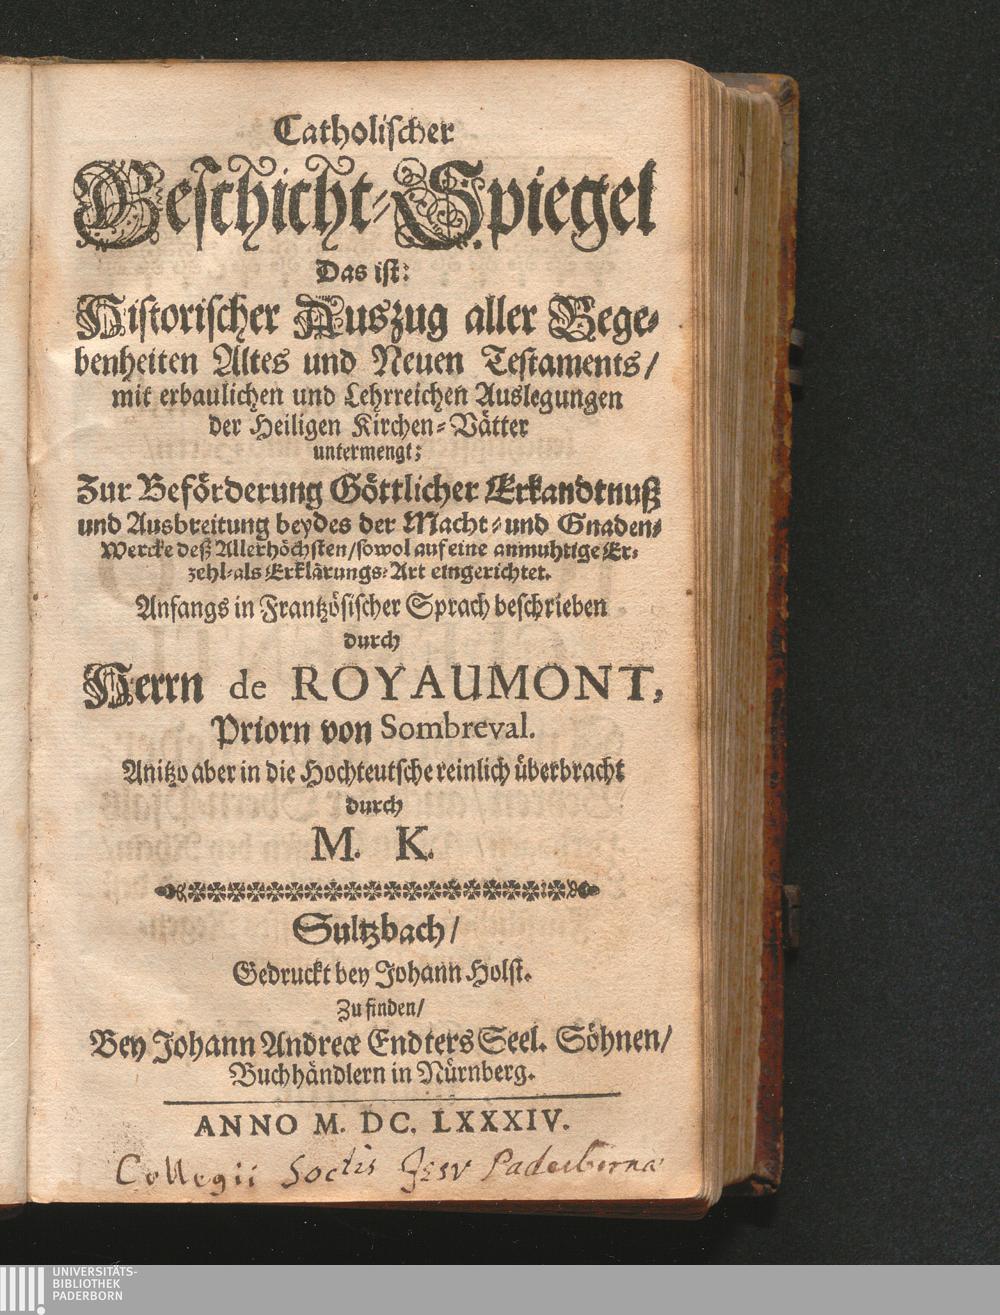 Catholischer
Geschicht-Spiegel
Das ist:
Historischer Auszug aller Bege-
benheiten Altes und Neuen Testaments/
mit erbaulichen und Lehrreichen Auslegungen
der Heiligen Kirchen-Vätter
untermengt;
Zur Beförderung Göttlicher Erkandtnuß
und Ausbreitung beydes der Macht- und Gnaden-
Wercke deß Allerhöchsten/ sowol auf eine anmuhtige Er-
zehl-als Erklärungs-Art eingerichtet.
Anfangs in Frantzösischer Sprach beschrieben
durch
Herrn de ROYAUMONT,
Priorn von Sombreval.
Anitzo aber in die Hochteutsche reinlich überbracht
durch
M. K.
Sultzbach/
Gedruckt bey Johann Holst.
Zu finden/
Bey Johann Andreæ Endters Seel. Söhnen/
Buchhändlern in Nürnberg.
ANNO M. DC. LXXXIV.
Collegii Soctis Jesv Paderbornæ
UNIVERSITÄTS-
BIBLIOTHEK
PADERBORN